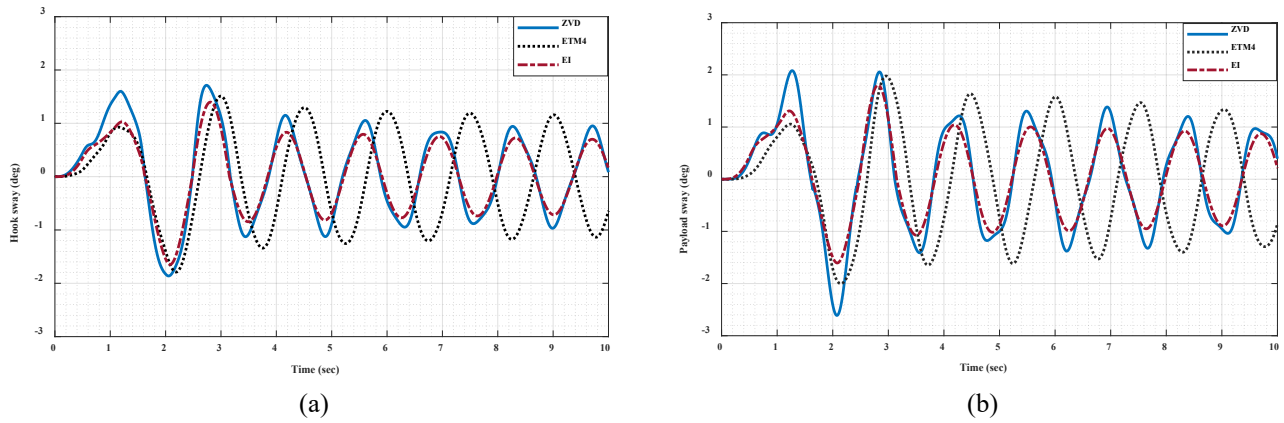 3
2
1
0
-1
-2
-3
Hook sway (deg)
ZVD
ETM4
EI
0 1 2 3 4 5 6 7 8 9 10
Time (sec)
(a)
3
2
1
0
-1
-2
-3
Payload sway (deg)
ZVD
ETM4
EI
0 1 2 3 4 5 6 7 8 9 10
Time (sec)
(b)